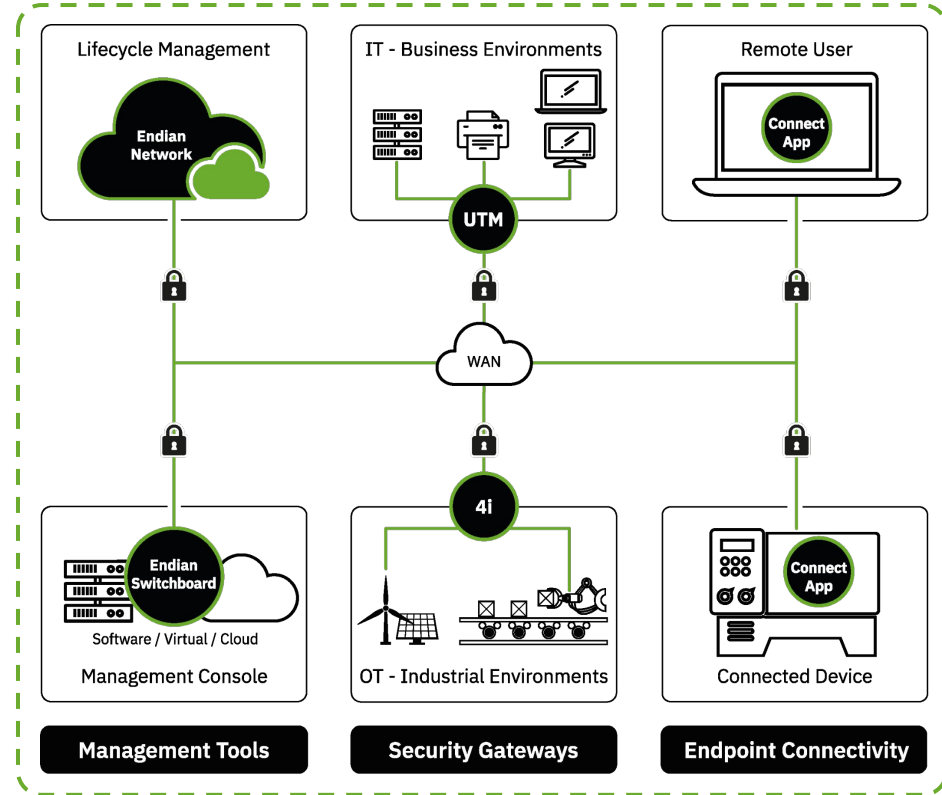 Lifecycle Management
Endian
Network
IT - Business Environments
UTM
Remote User
Connect
App
WAN
Endian
Switchboard
Software / Virtual / Cloud
Management Console
4i
OT - Industrial Environments
Connect
App
Connected Device
Management Tools
Security Gateways
Endpoint Connectivity